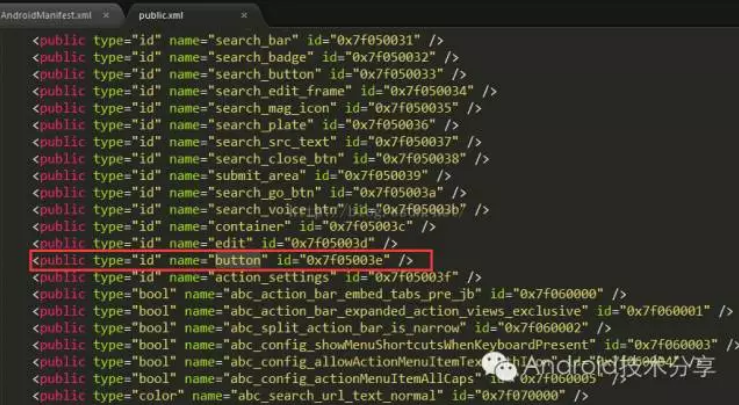 AndroidManifest.xml × public.xml ×
<public type="id" name="search_bar" id="0x7f050031" />
<public type="id" name="search_badge" id="0x7f050032" />
<public type="id" name="search_button" id="0x7f050033" />
<public type="id" name="search_edit_frame" id="0x7f050034" />
<public type="id" name="search_mag_icon" id="0x7f050035" />
<public type="id" name="search_plate" id="0x7f050036" />
<public type="id" name="search_src_text" id="0x7f050037" />
<public type="id" name="search_close_btn" id="0x7f050038" />
<public type="id" name="submit_area" id="0x7f050039" />
<public type="id" name="search_go_btn" id="0x7f05003a" />
<public type="id" name="search_voice_btn" id="0x7f05003b" />
<public type="id" name="container" id="0x7f05003c" />
<public type="id" name="edit" id="0x7f05003d" />
<public type="id" name="button" id="0x7f05003e" />
<public type="id" name="action_settings" id="0x7f05003f" />
<public type="bool" name="abc_action_bar_embed_tabs_pre_jb" id="0x7f060000" />
<public type="bool" name="abc_action_bar_expanded_action_views_exclusive" id="0x7f060001" />
<public type="bool" name="abc_split_action_bar_is_narrow" id="0x7f060002" />
<public type="bool" name="abc_config_showMenuShortcutsWhenKeyboardPresent" id="0x7f060003" />
<public type="bool" name="abc_config_allowActionMenuItemTextWithIcon" id="0x7f060004" />
<public type="bool" name="abc_config_actionMenuItemAllCaps" id="0x7f060005" />
<public type="color" name="abc_search_url_text_normal" id="0x7f070000" />
Android技术分享